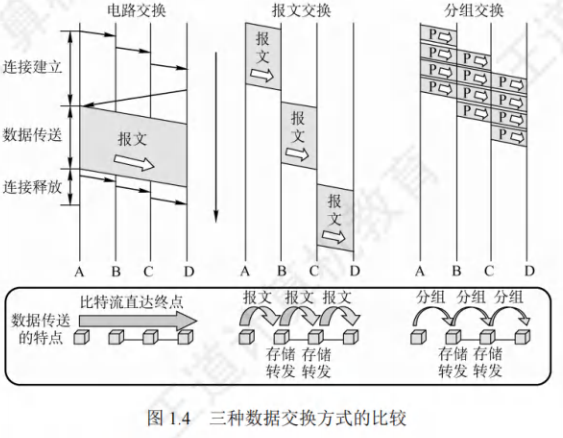 电路交换
报文交换
分组交换
连接建立
数据传送
连接释放
报文
报
文
报
文
报
文
P
P
P P
P P P
P P P
P P
P
A B C D
A B C D
A B C D
数据传送
的特点
比特流直达终点
报文 报文 报文
存储 存储
转发 转发
分组 分组 分组
存储 存储
转发 转发
图 1.4 三种数据交换方式的比较